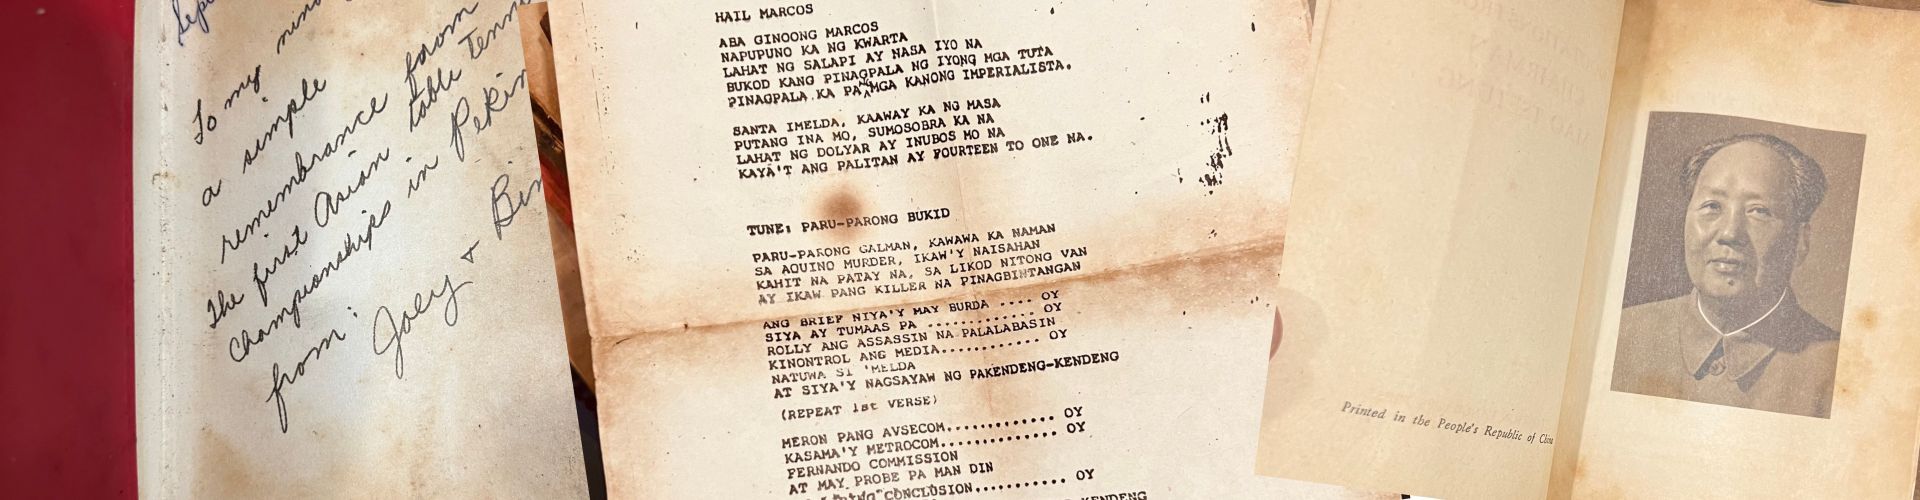 To my
a simple
remembrance from
The first Asian table
Championships in
from: Joey &
HAIL MARCOS
ABA GINOONG MARCOS
NAPUPUNO KA NG KWARTA
LAHAT NG SALAPI AY NASA IYO NA
BUKOD KANG PINAGPALA NG IYONG MGA TUTA
PINAGPALA KA PA NG MGA KANONG IMPERIALISTA.
SANTA IMELDA, KAAWAY KA NG MASA
PUTANG INA MO, SUMOSOBRA KA NA
LAHAT NG DOLYAR AY INUBOS MO NA
KAYA'T ANG PALITAN AY FOURTEEN TO ONE NA.
TUNE: PARU-PARONG BUKID
PARU-PARONG GALMAN, KAWAWA KA NAMAN
SA AQUINO MURDER, IKAW'Y NAISAHAN
KAHIT NA PATAY NA, SA LIKOD NITONG VAN
AY IKAW PANG KILLER NA PINAGBINTANGAN
ANG BRIEF NIYA'Y MAY BURDA .... OY
SIYA AY TUMAAS PA ............. OY
ROLLY ANG ASSASSIN NA PALALABASIN
KINONTROL ANG MEDIA............ OY
NATUWA SI 'MELDA
AT SIYA'Y NAGSAYAW NG PAKENDENG-KENDENG
(REPEAT 1st VERSE)
MERON PANG AVSECOM............. OY
KASAMA'Y METROCOM.............. OY
FERNANDO COMMISSION
AT MAY PROBE PA MAN DIN
CONCLUSION........... OY
KENDENG
Printed in the People's Republic of